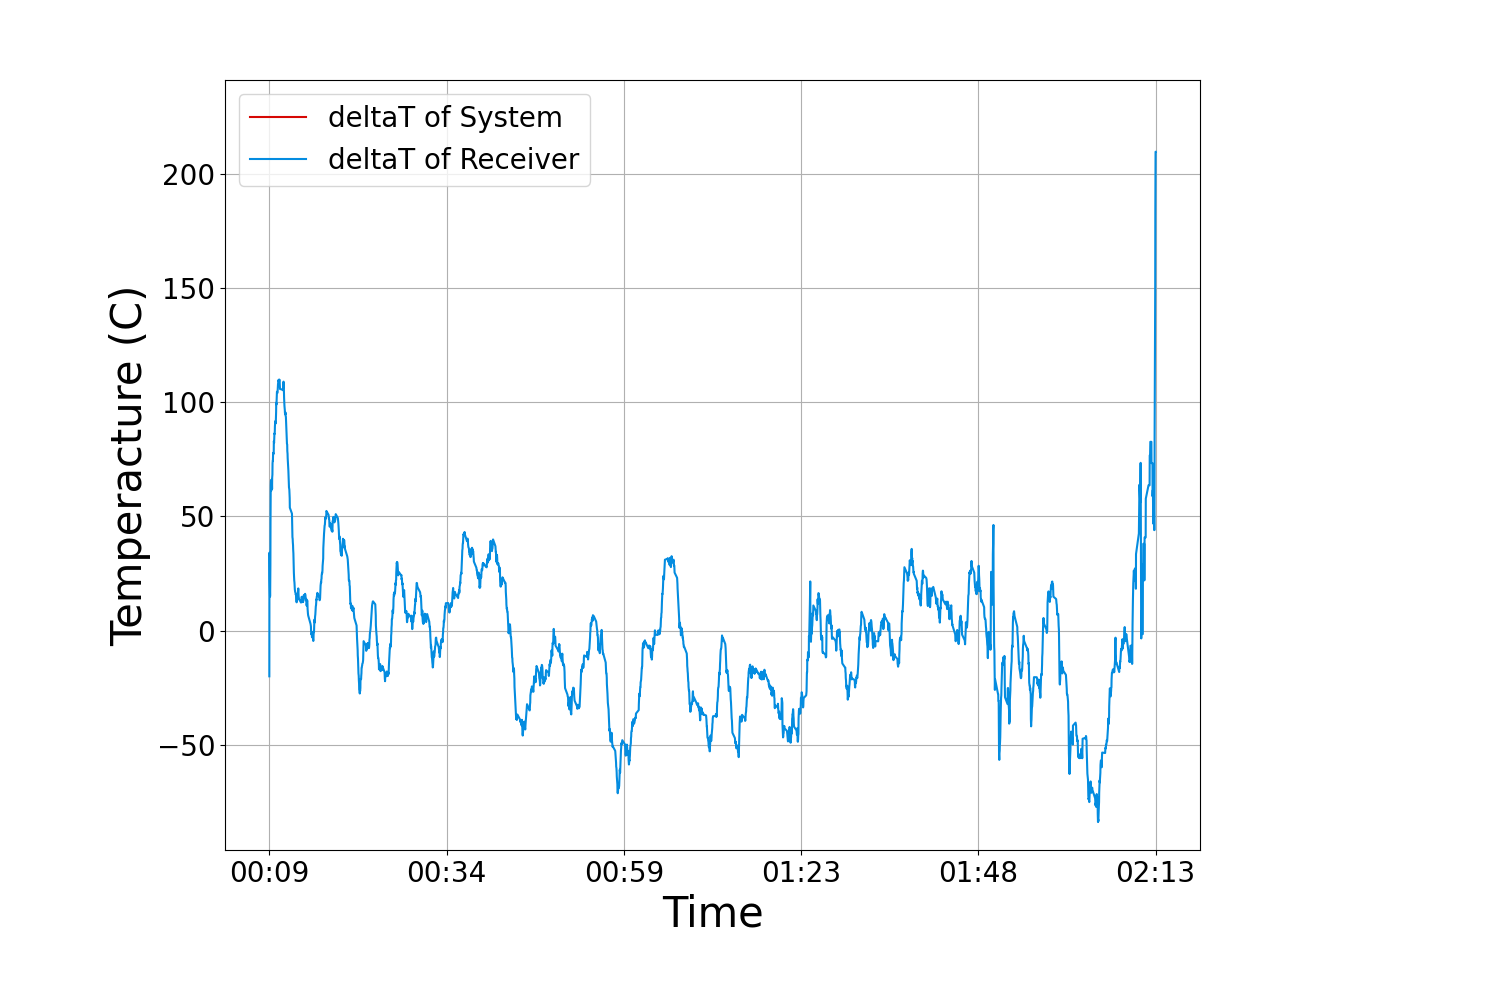 deltaT of System
deltaT of Receiver
200
150
100
50
0
−50
Temperacture (C)
00:09 00:34 00:59 01:23 01:48 02:13
Time